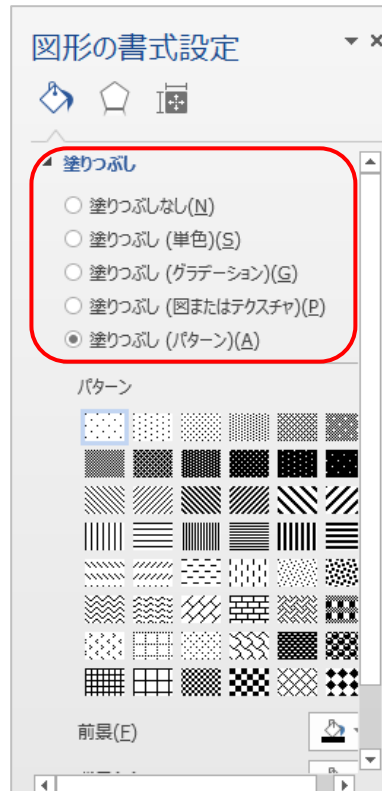 図形の書式設定
塗りつぶし
塗りつぶしなし(N)
塗りつぶし (単色)(S)
塗りつぶし (グラデーション)(G)
塗りつぶし (図またはテクスチャ)(P)
塗りつぶし (パターン)(A)
パターン
前景(F)